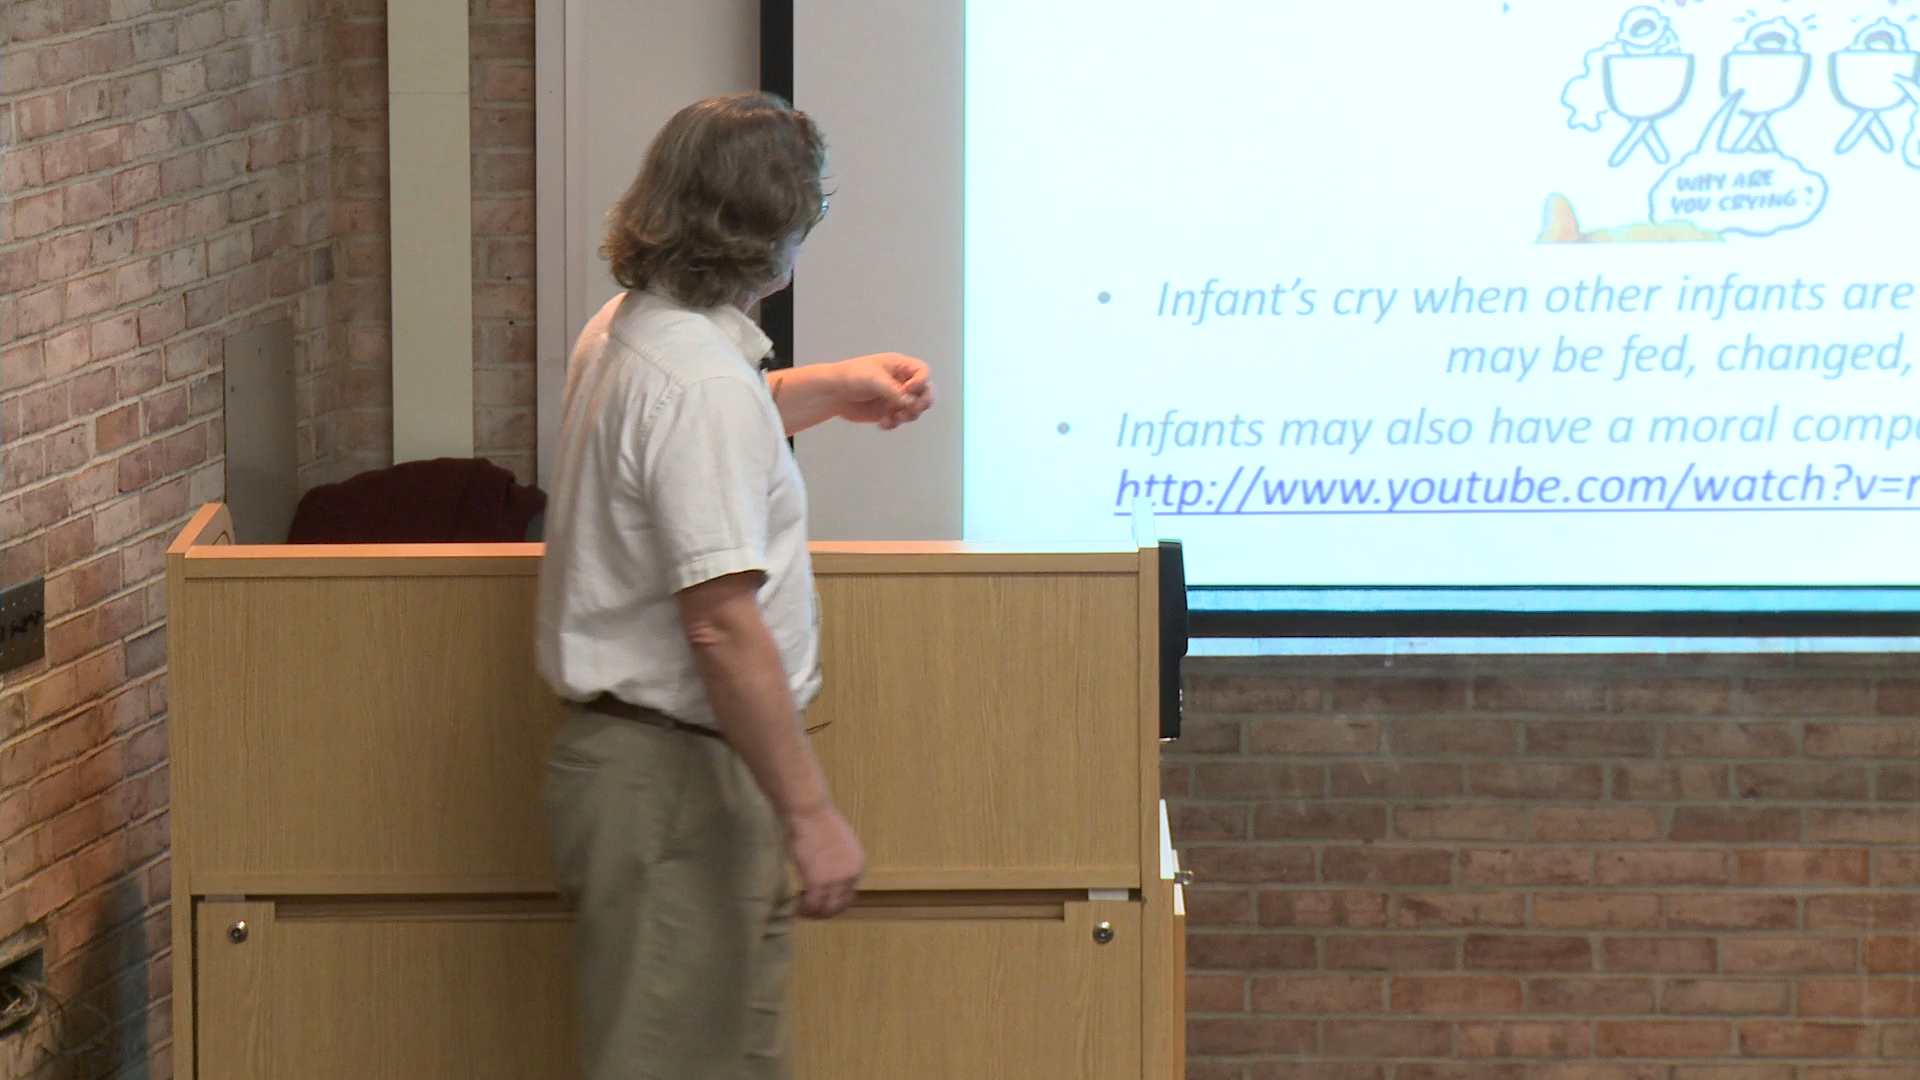 WHY ARE
YOU CRYING?
• Infant's cry when other infants are
may be fed, changed,
• Infants may also have a moral comp
http://www.youtube.com/watch?v=r